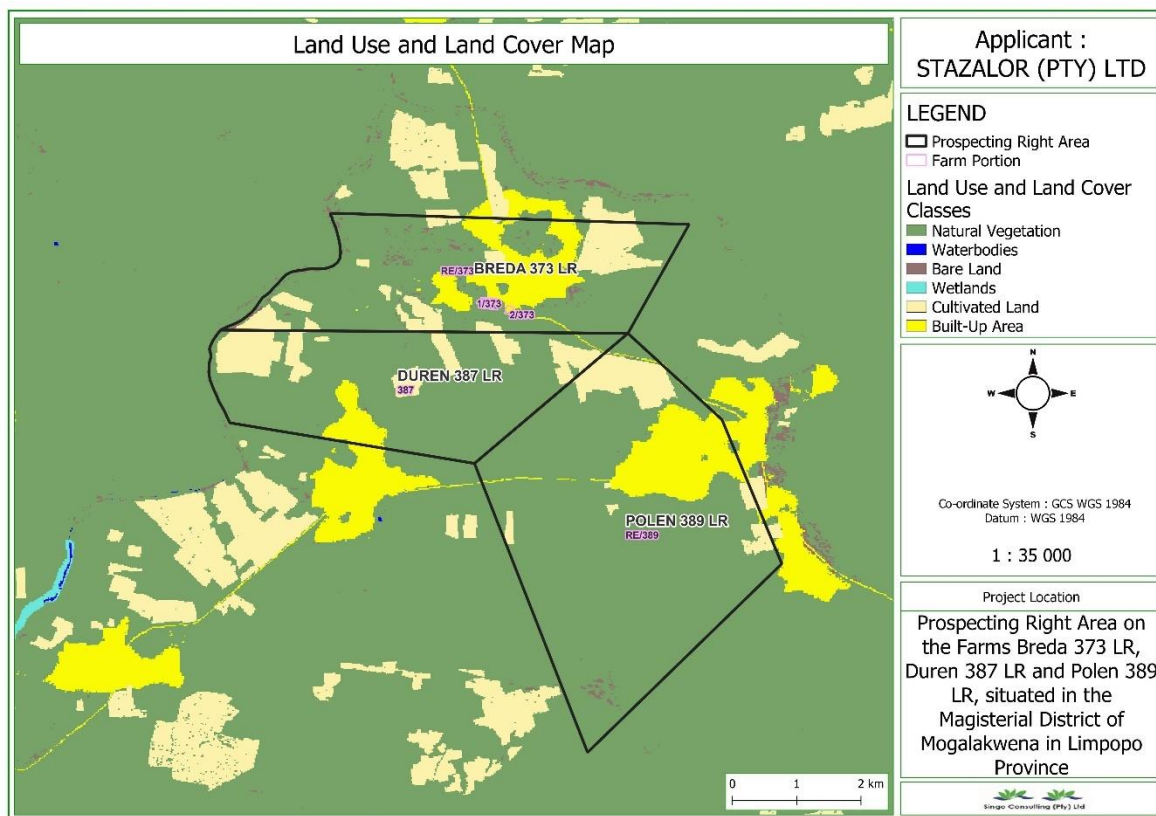 Land Use and Land Cover Map
RE/373
BREDA 373 LR
1/373
2/373
DUREN 387 LR
387
POLEN 389 LR
RE/389
0 1 2 km
Applicant :
STAZALOR (PTY) LTD
LEGEND
Prospecting Right Area
Farm Portion
Land Use and Land Cover
Classes
Natural Vegetation
Waterbodies
Bare Land
Wetlands
Cultivated Land
Built-Up Area
N
W E
S
Co-ordinate System : GCS WGS 1984
Datum : WGS 1984
1 : 35 000
Project Location
Prospecting Right Area on
the Farms Breda 373 LR,
Duren 387 LR and Polen 389
LR, situated in the
Magisterial District of
Mogalakwena in Limpopo
Province
Singo Consulting (Pty) Ltd